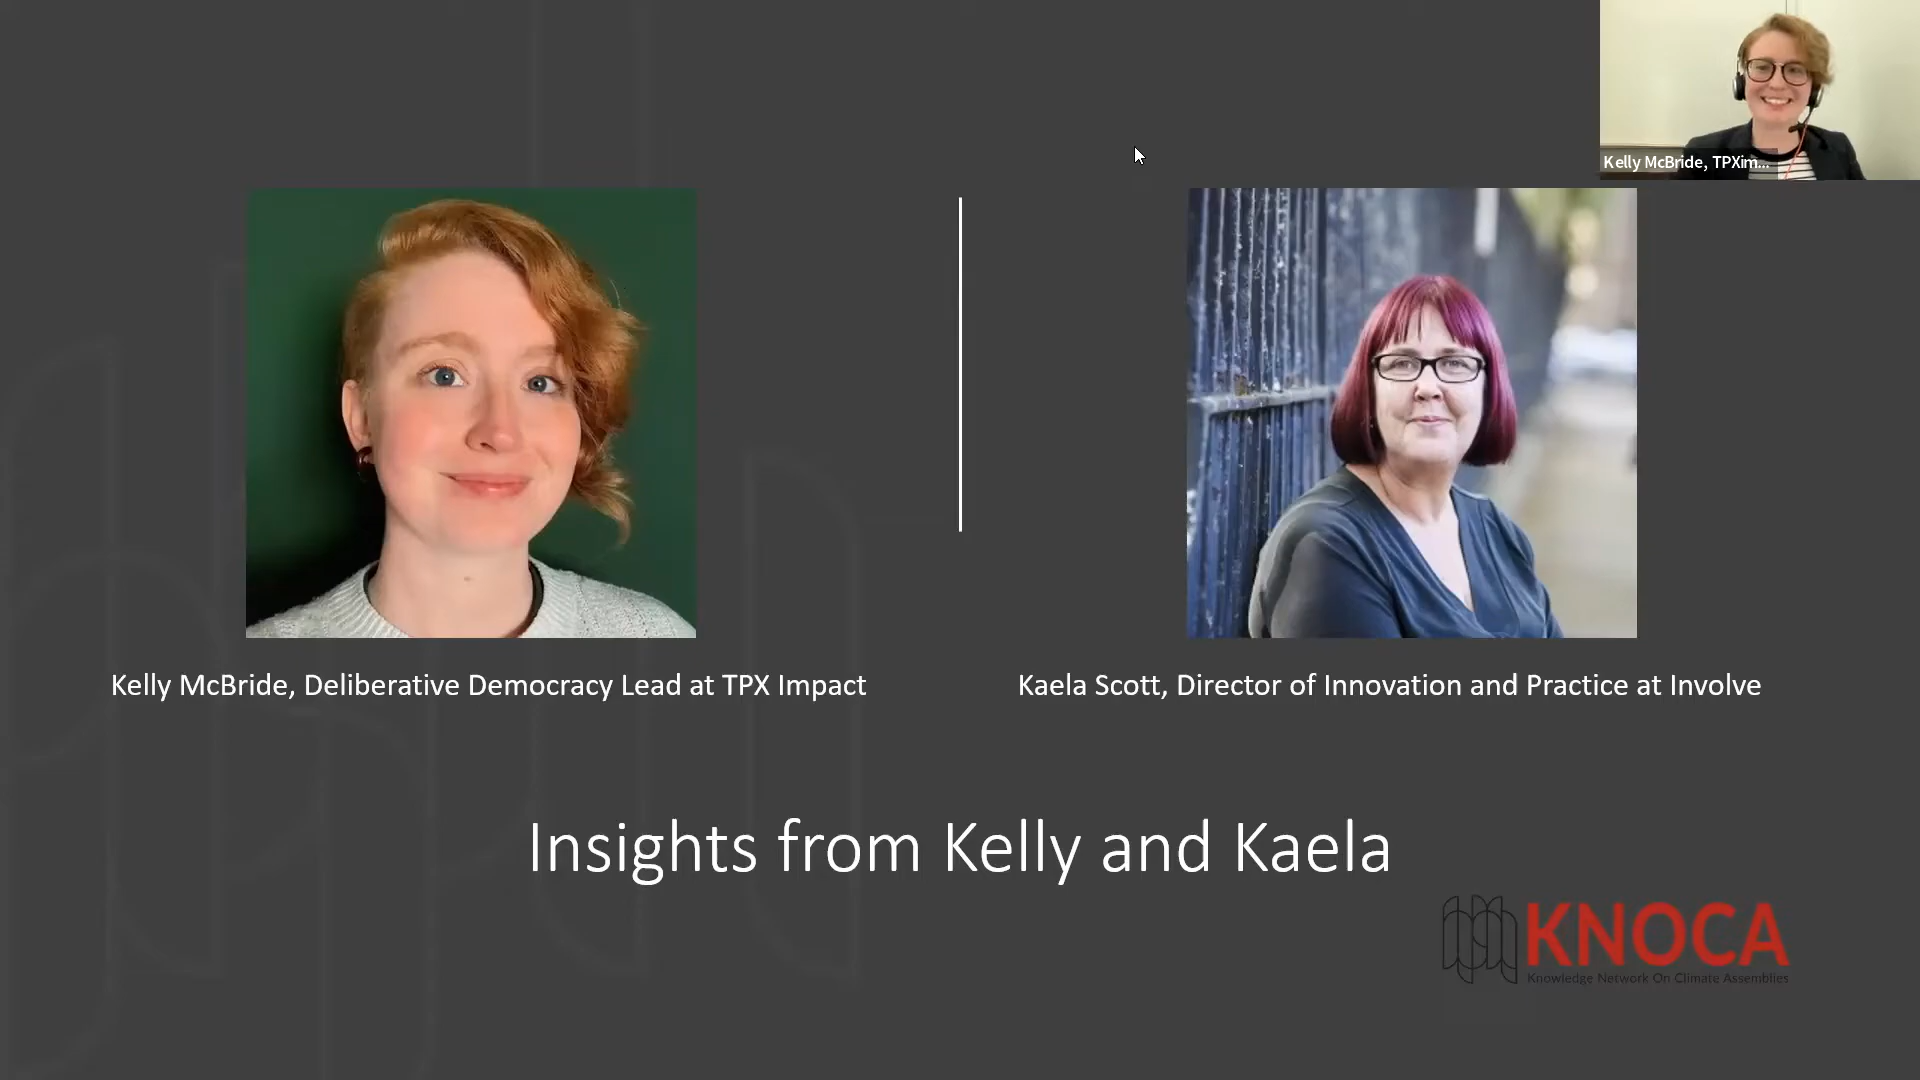 Kelly McBride, TPXim...
Kelly McBride, Deliberative Democracy Lead at TPX Impact
Kaela Scott, Director of Innovation and Practice at Involve
Insights from Kelly and Kaela
KNOCA
Knowledge Network On Climate Assemblies